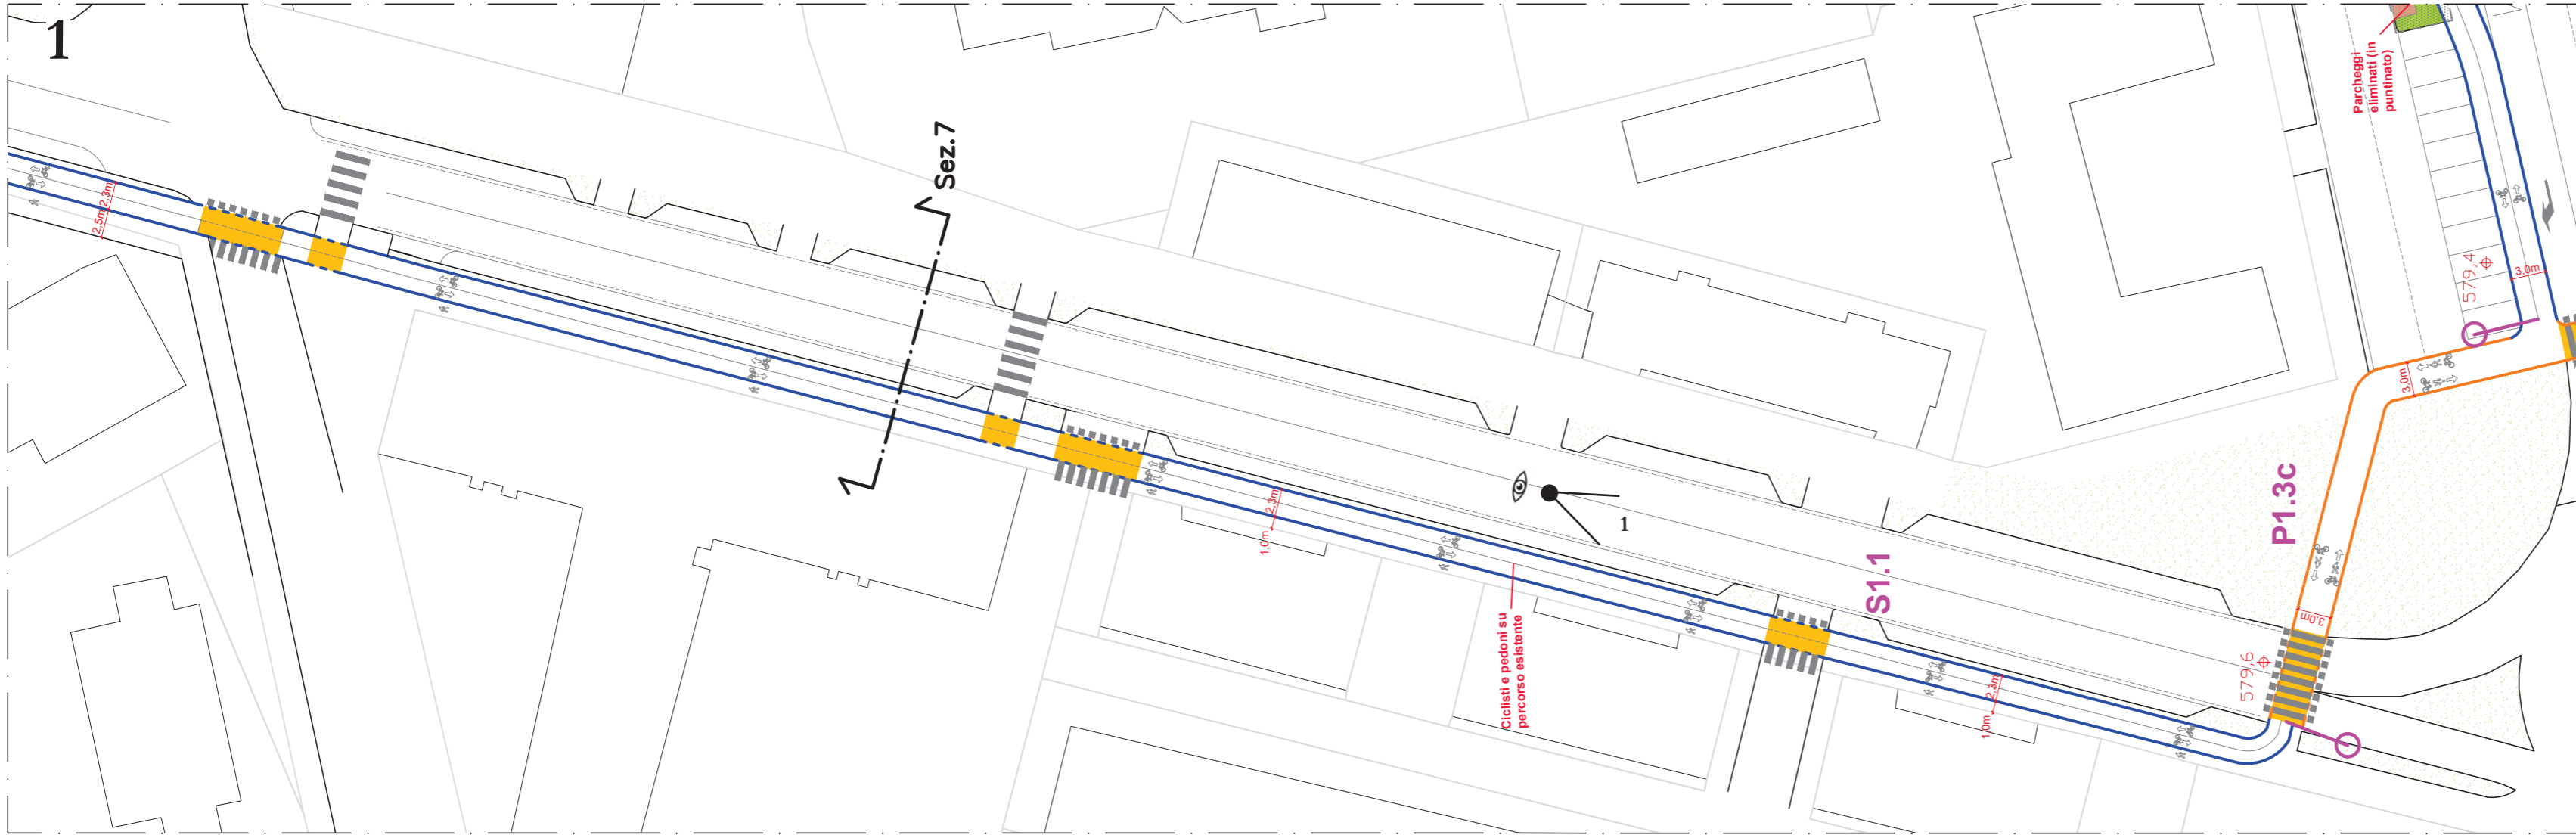 1
Sez.7
Parcheggi
eliminati (in
puntinato)
2,5m
2,3m
579,4
3,0m
3,0m
P1.3c
1
2,3m
1,0m
S1.1
Ciclisti e pedoni su
percorso esistente
3,0m
579,6
2,3m
1,0m